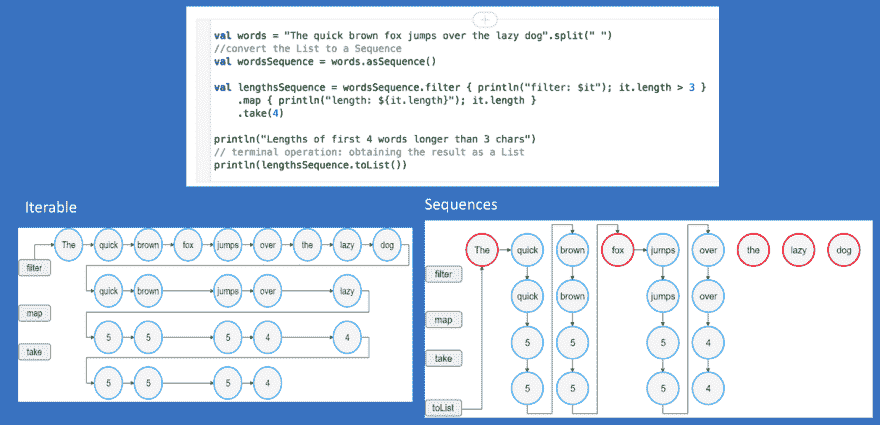 +
val words = "The quick brown fox jumps over the lazy dog".split(" ")
//convert the List to a Sequence
val wordsSequence = words.asSequence()
val lengthsSequence = wordsSequence.filter { println("filter: $it"); it.length > 3 }
.map { println("length: ${it.length}"); it.length }
.take(4)
println("Lengths of first 4 words longer than 3 chars")
// terminal operation: obtaining the result as a List
println(lengthsSequence.toList())
Iterable
The quick brown fox jumps over the lazy dog
filter
quick brown jumps over lazy
map
5 5 5 4 4
take
5 5 5 4
Sequences
The quick brown fox jumps over the lazy dog
filter
quick brown jumps over
map
5 5 5 4
take
5 5 5 4
toList